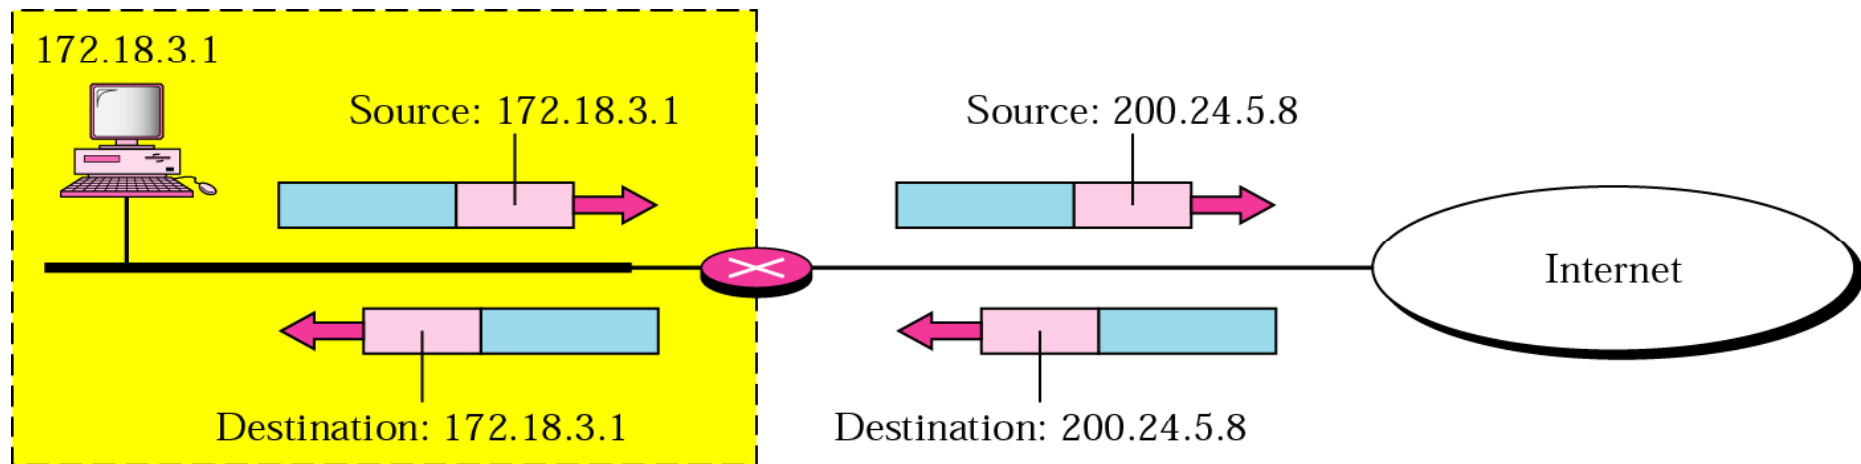 172.18.3.1
Source: 172.18.3.1
Source: 200.24.5.8
Internet
Destination: 172.18.3.1
Destination: 200.24.5.8